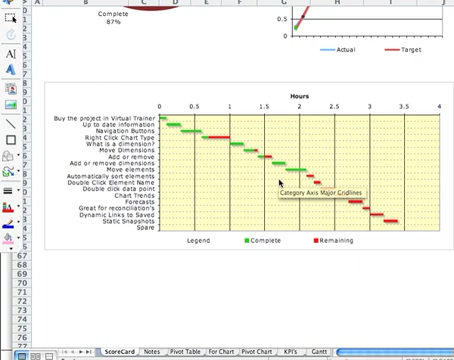 A B C D E F G H I J
Complete
87%
0.5
0
Actual Target
Hours
0 0.5 1 1.5 2 2.5 3 3.5 4
Buy the project in Virtual Trainer
Up to date information
Navigation Buttons
Right Click Chart Type
What is a dimension?
Move Dimensions
Add or remove
Add or remove dimensions
Move elements
Automatically sort elements
Double Click Element Name
Double click data point
Chart Trends
Forecasts
Great for reconciliation's
Dynamic Links to Saved
Static Snapshots
Spare
Category Axis Major Gridlines
Legend Complete Remaining
67
68
69
70
71
72
73
74
75
76
ScoreCard Notes Pivot Table For Chart Pivot Chart KPI's Gantt